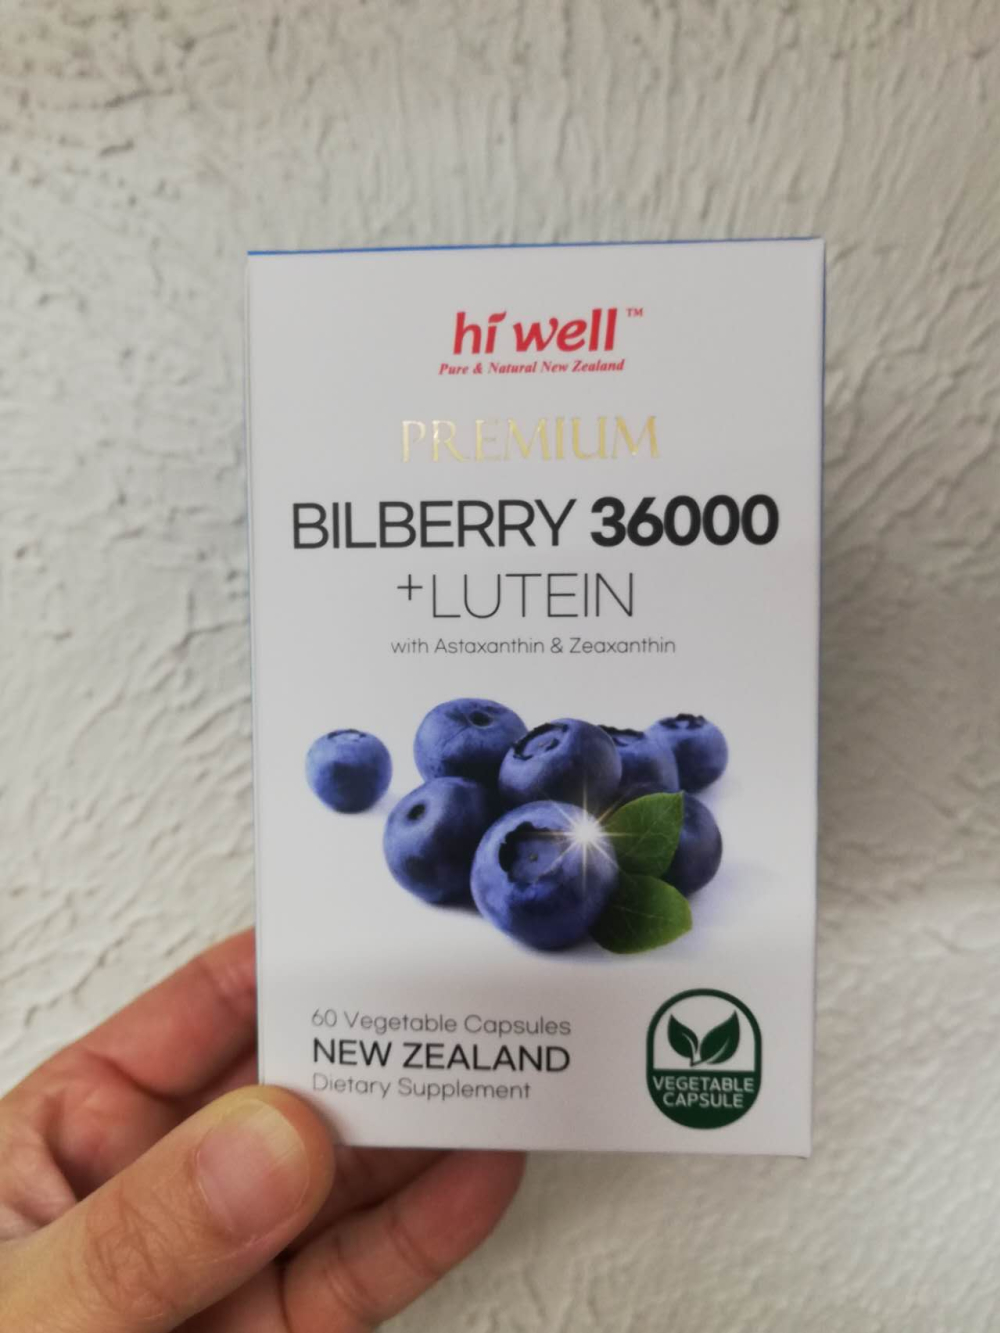 hi well™
Pure & Natural New Zealand
PREMIUM
BILBERRY 36000
+LUTEIN
with Astaxanthin & Zeaxanthin
60 Vegetable Capsules
NEW ZEALAND
Dietary Supplement
VEGETABLE
CAPSULE